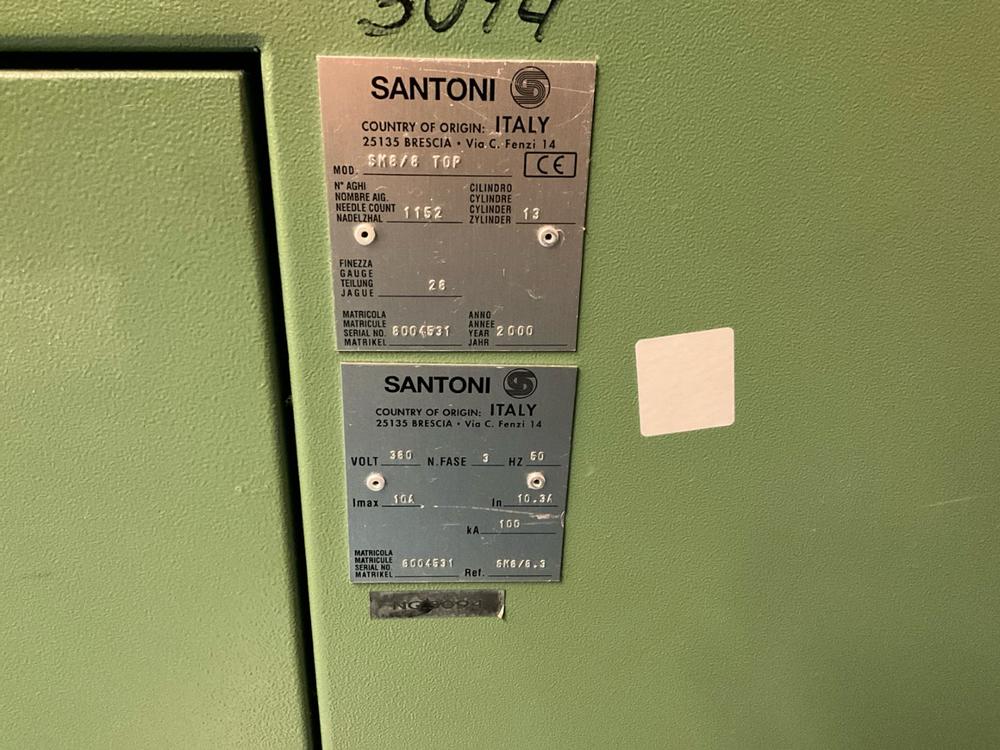 3094
SANTONI
COUNTRY OF ORIGIN: ITALY
25135 BRESCIA • Via C. Fenzi 14
MOD. SM8/8 TOP CE
N° AGHI CILINDRO
NOMBRE AIG. CYLINDRE
NEEDLE COUNT 1152 CYLINDER 13
NADELZHAL ZYLINDER
FINEZZA
GAUGE
TEILUNG 28
JAGUE
MATRICOLA ANNO
MATRICULE ANNEE
SERIAL NO. 6004531 YEAR 2000
MATRIKEL JAHR
SANTONI
COUNTRY OF ORIGIN: ITALY
25135 BRESCIA • Via C. Fenzi 14
VOLT 380 N.FASE 3 HZ 50
Imax 10A In 10.3A
kA 100
MATRICOLA
MATRICULE
SERIAL NO. 6004531 Ref. SM8/8.3
MATRIKEL